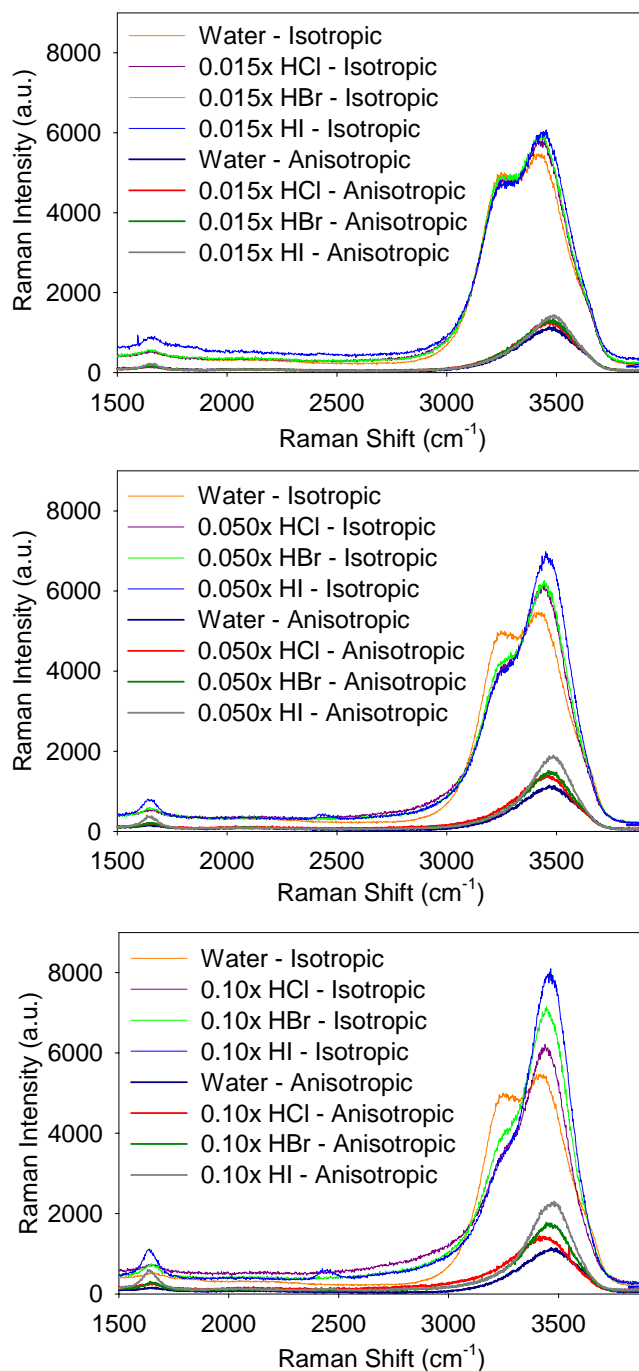 8000
6000
4000
2000
0
Raman Intensity (a.u.)
Water - Isotropic
0.015x HCl - Isotropic
0.015x HBr - Isotropic
0.015x HI - Isotropic
Water - Anisotropic
0.015x HCl - Anisotropic
0.015x HBr - Anisotropic
0.015x HI - Anisotropic
1500 2000 2500 3000 3500
Raman Shift (cm⁻¹)
8000
6000
4000
2000
0
Raman Intensity (a.u.)
Water - Isotropic
0.050x HCl - Isotropic
0.050x HBr - Isotropic
0.050x HI - Isotropic
Water - Anisotropic
0.050x HCl - Anisotropic
0.050x HBr - Anisotropic
0.050x HI - Anisotropic
1500 2000 2500 3000 3500
Raman Shift (cm⁻¹)
8000
6000
4000
2000
0
Raman Intensity (a.u.)
Water - Isotropic
0.10x HCl - Isotropic
0.10x HBr - Isotropic
0.10x HI - Isotropic
Water - Anisotropic
0.10x HCl - Anisotropic
0.10x HBr - Anisotropic
0.10x HI - Anisotropic
1500 2000 2500 3000 3500
Raman Shift (cm⁻¹)